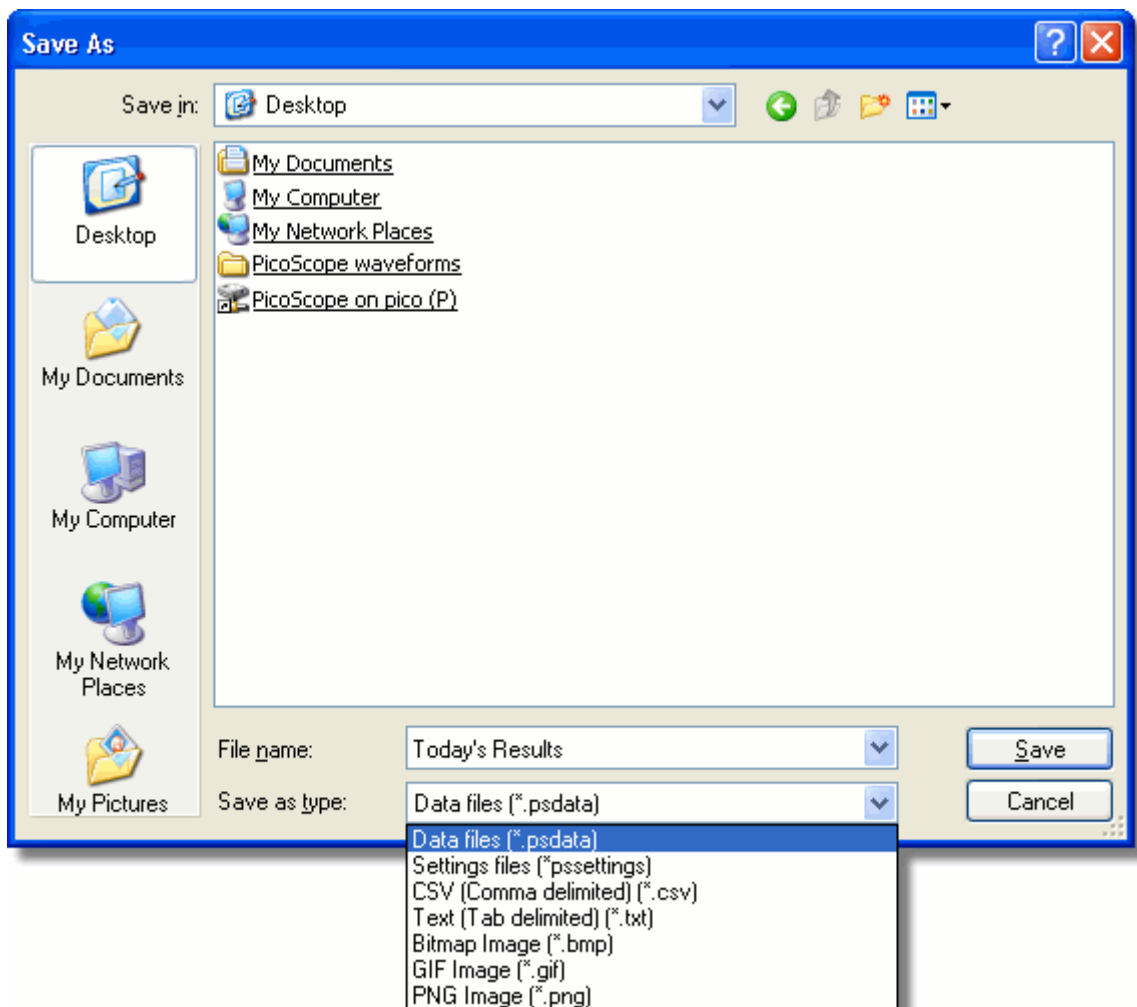 Save As
Save in: Desktop
My Documents
My Computer
My Network Places
PicoScope waveforms
PicoScope on pico (P)
Desktop
My Documents
My Computer
My Network
Places
My Pictures
File name: Today's Results Save
Save as type: Data files (*.psdata) Cancel
Data files (*.psdata)
Settings files (*pssettings)
CSV (Comma delimited) (*.csv)
Text (Tab delimited) (*.txt)
Bitmap Image (*.bmp)
GIF Image (*.gif)
PNG Image (*.png)